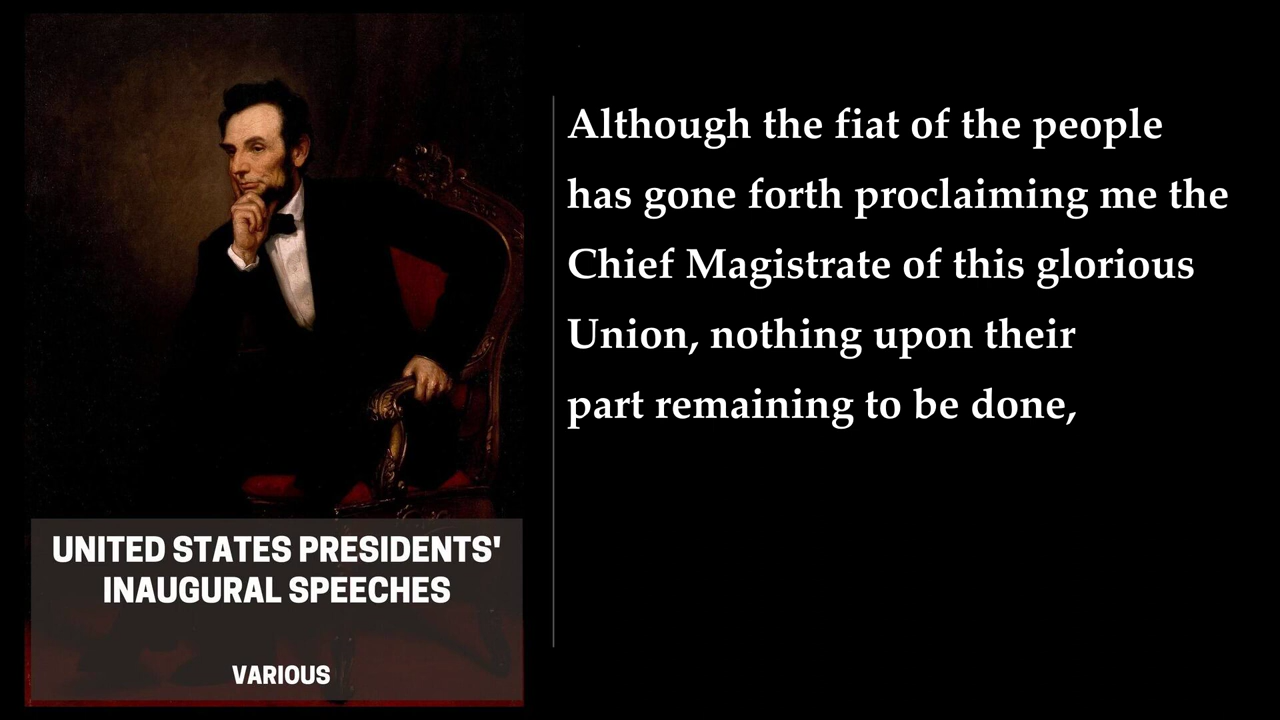 Although the fiat of the people
has gone forth proclaiming me the
Chief Magistrate of this glorious
Union, nothing upon their
part remaining to be done,
UNITED STATES PRESIDENTS'
INAUGURAL SPEECHES
VARIOUS